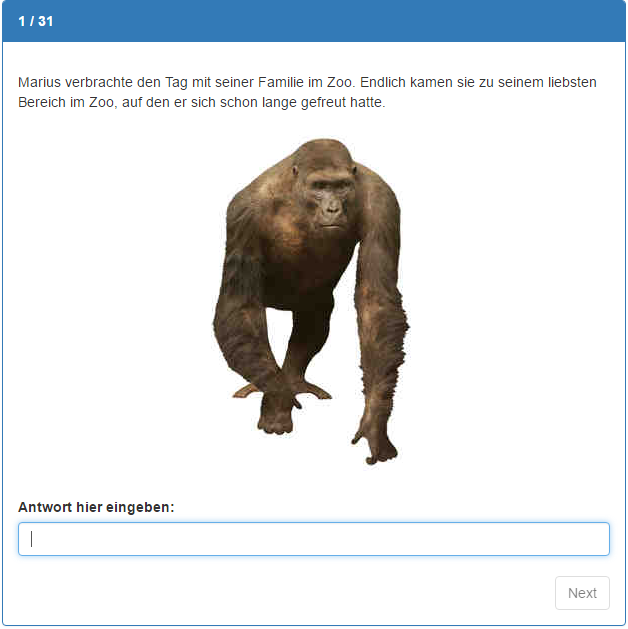 1 / 31
Marius verbrachte den Tag mit seiner Familie im Zoo. Endlich kamen sie zu seinem liebsten
Bereich im Zoo, auf den er sich schon lange gefreut hatte.
Antwort hier eingeben:
Next